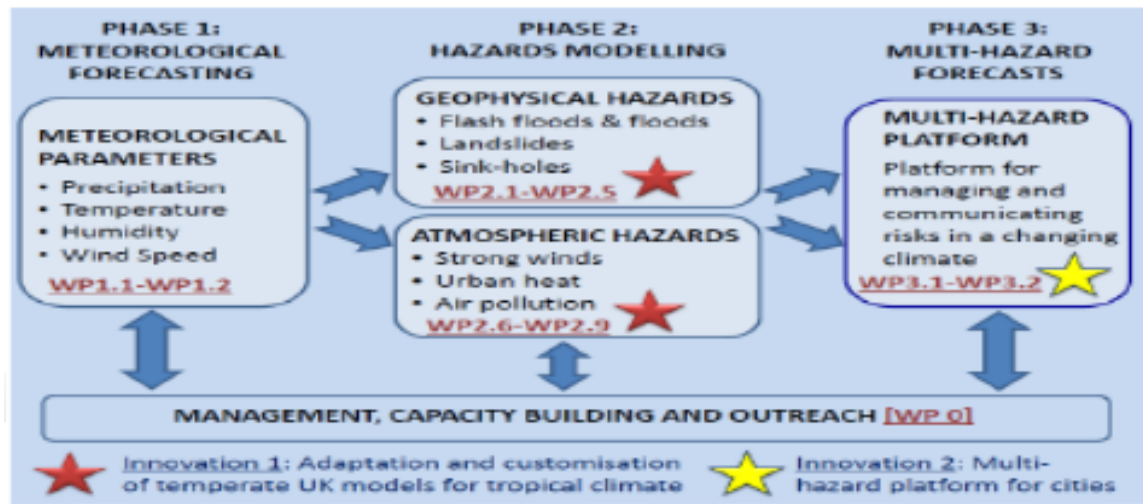 PHASE 1:
METEOROLOGICAL
FORECASTING
PHASE 2:
HAZARDS MODELLING
PHASE 3:
MULTI-HAZARD
FORECASTS
METEOROLOGICAL
PARAMETERS
• Precipitation
• Temperature
• Humidity
• Wind Speed
WP1.1-WP1.2
GEOPHYSICAL HAZARDS
• Flash floods & floods
• Landslides
• Sink-holes
WP2.1-WP2.5
ATMOSPHERIC HAZARDS
• Strong winds
• Urban heat
• Air pollution
WP2.6-WP2.9
MULTI-HAZARD
PLATFORM
Platform for
managing and
communicating
risks in a changing
climate
WP3.1-WP3.2
MANAGEMENT, CAPACITY BUILDING AND OUTREACH [WP 0]
Innovation 1: Adaptation and customisation
of temperate UK models for tropical climate
Innovation 2: Multi-
hazard platform for cities